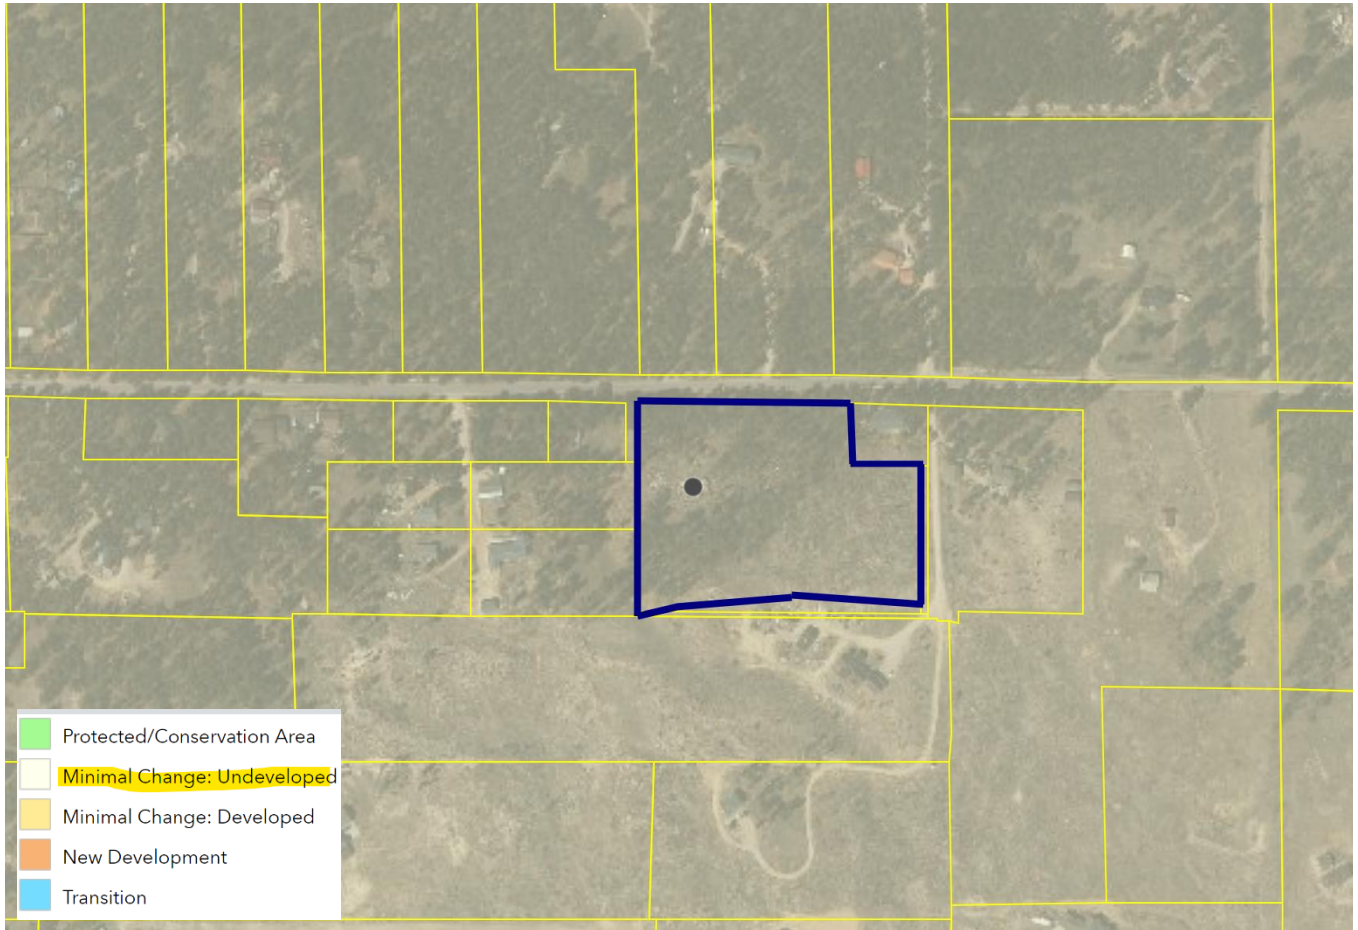 Protected/Conservation Area
Minimal Change: Undeveloped
Minimal Change: Developed
New Development
Transition